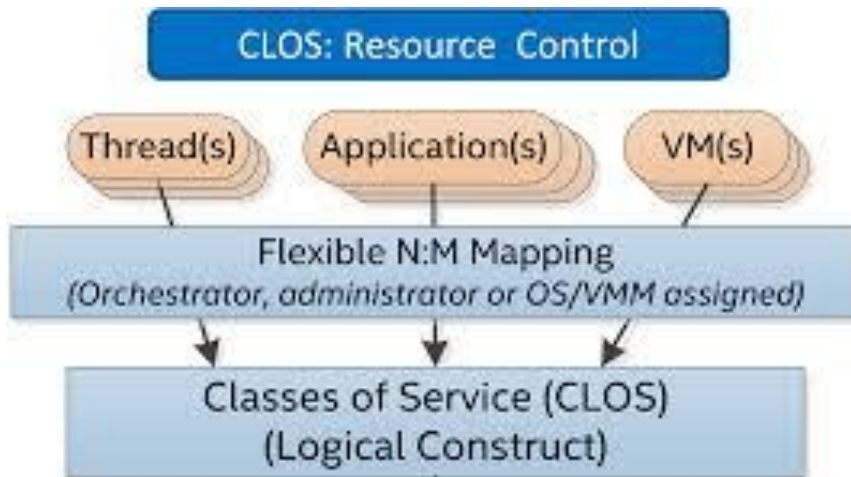 CLOS: Resource Control
Thread(s) Application(s) VM(s)
Flexible N:M Mapping
(Orchestrator, administrator or OS/VMM assigned)
Classes of Service (CLOS)
(Logical Construct)